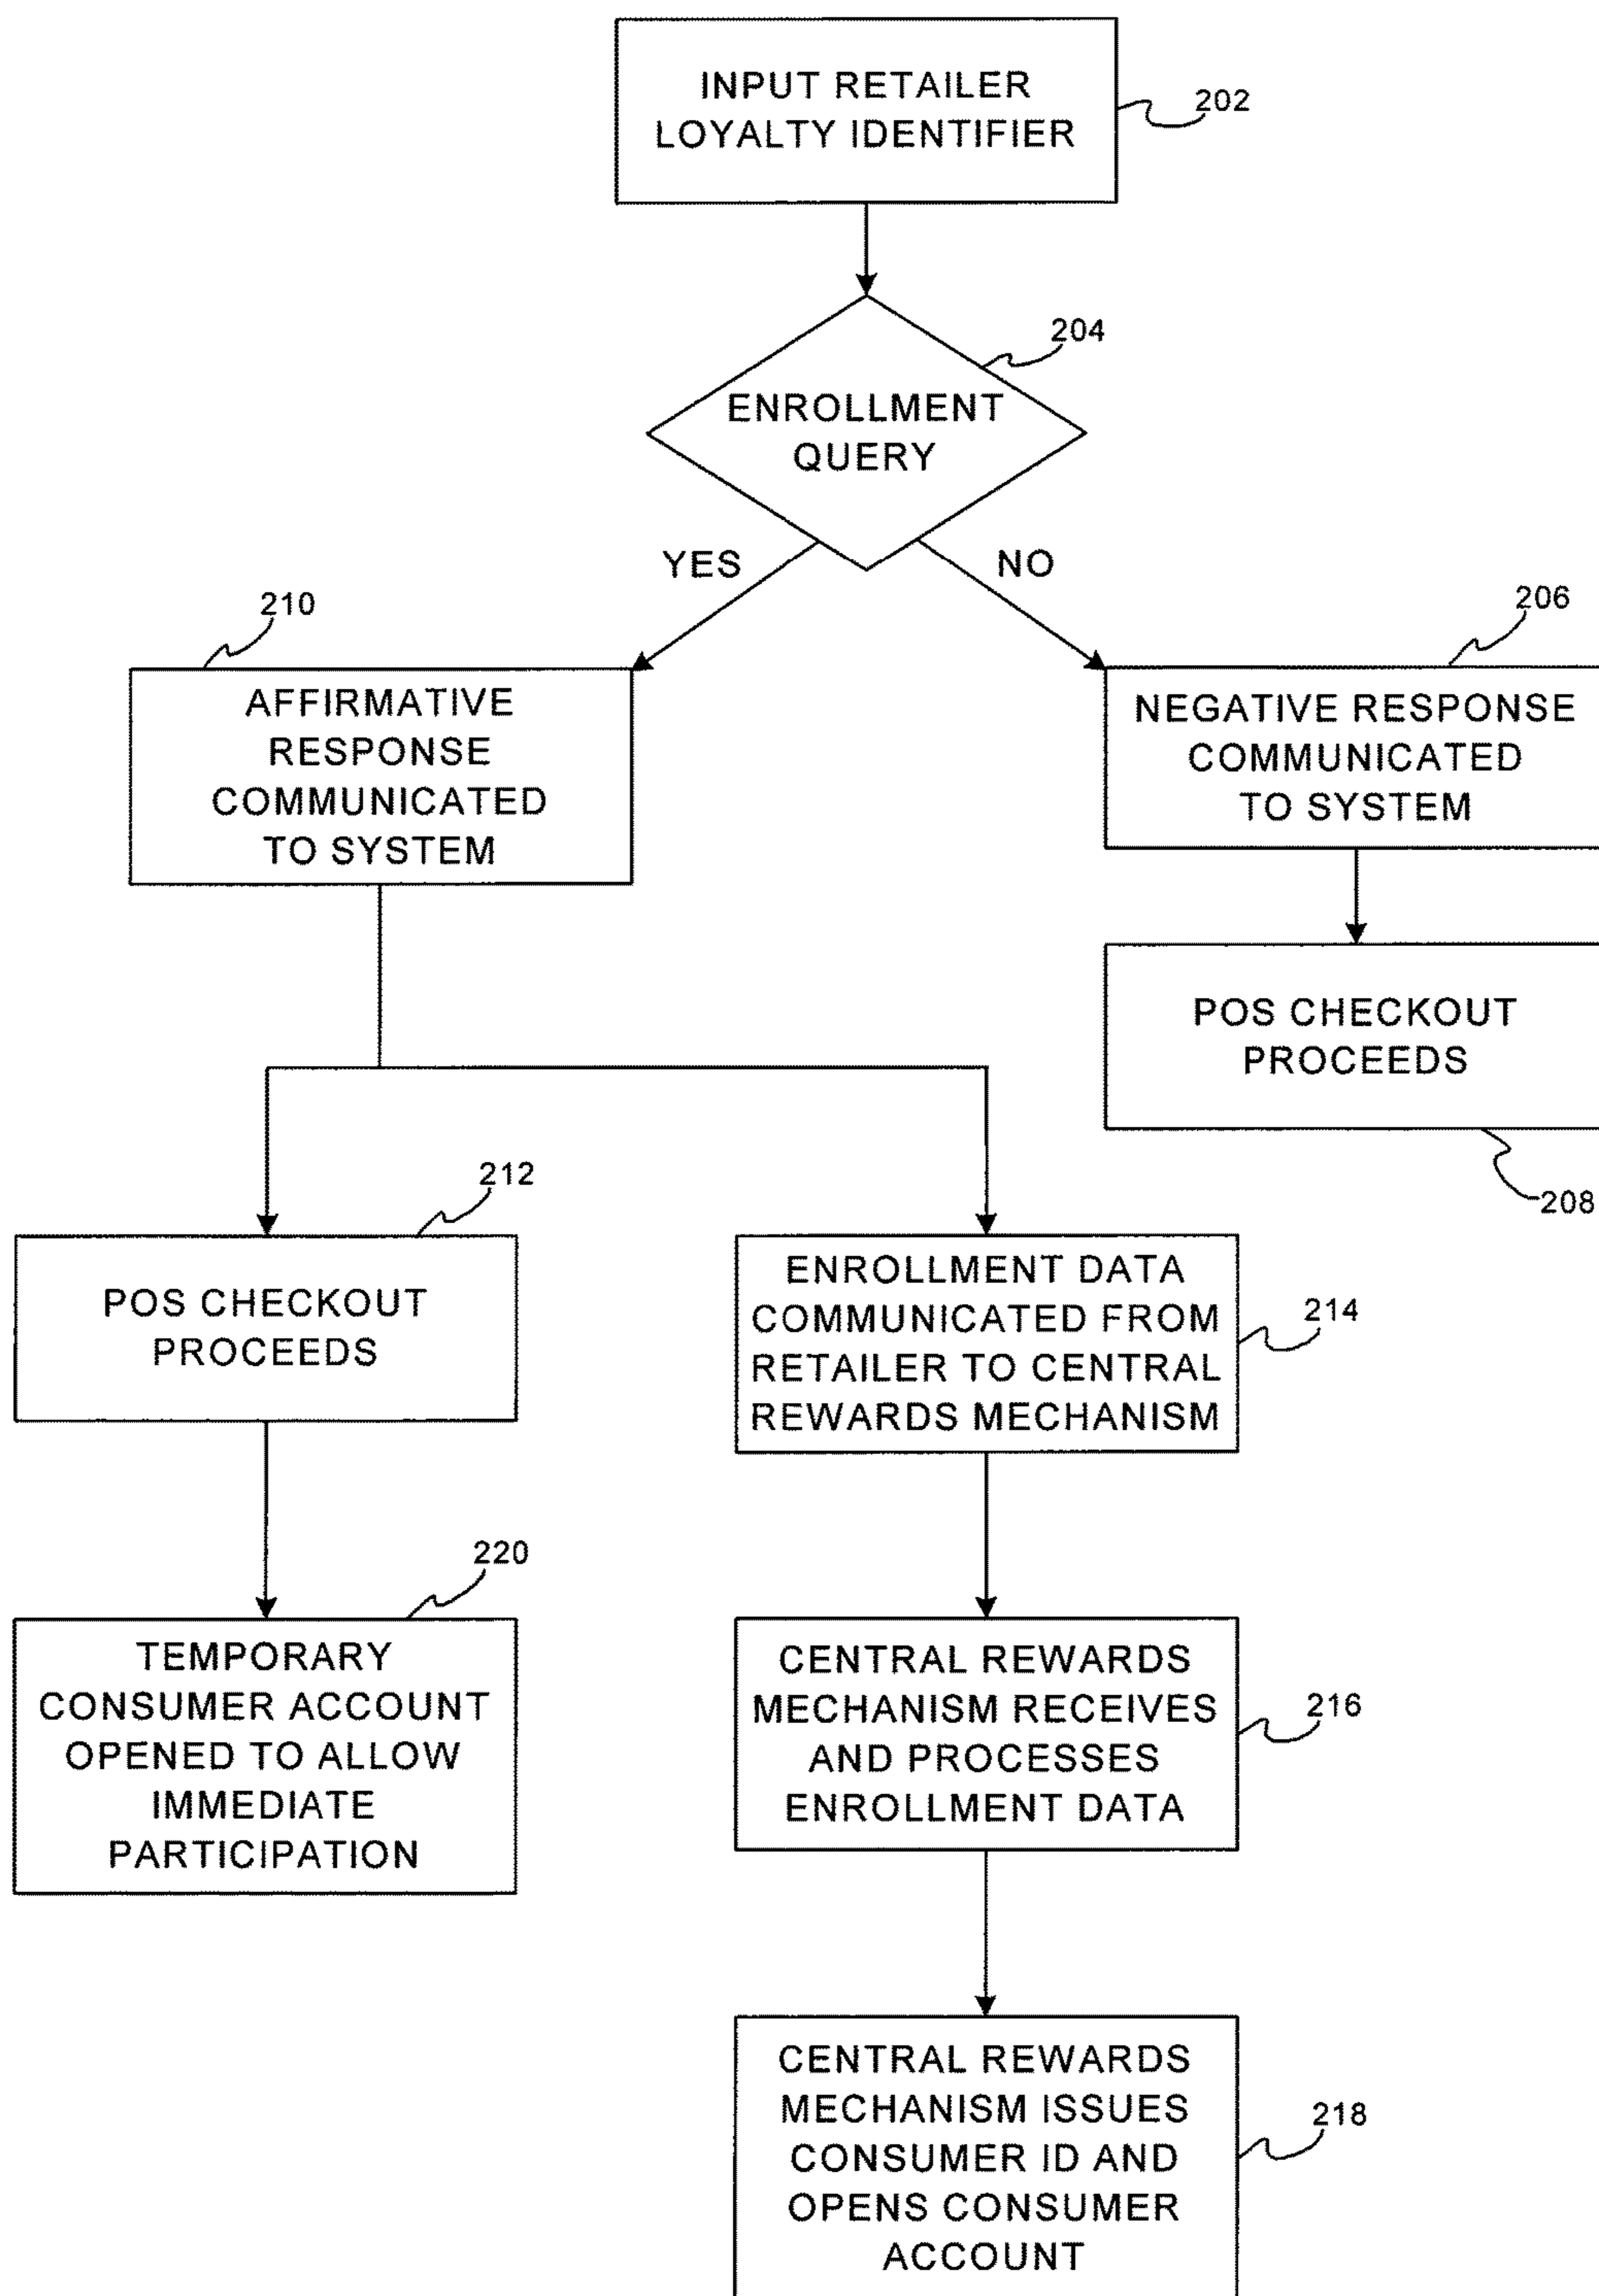 INPUT RETAILER
LOYALTY IDENTIFIER
202
204
ENROLLMENT
QUERY
YES
NO
210
AFFIRMATIVE
RESPONSE
COMMUNICATED
TO SYSTEM
206
NEGATIVE RESPONSE
COMMUNICATED
TO SYSTEM
POS CHECKOUT
PROCEEDS
208
212
POS CHECKOUT
PROCEEDS
ENROLLMENT DATA
COMMUNICATED FROM
RETAILER TO CENTRAL
REWARDS MECHANISM
214
220
TEMPORARY
CONSUMER ACCOUNT
OPENED TO ALLOW
IMMEDIATE
PARTICIPATION
CENTRAL REWARDS
MECHANISM RECEIVES
AND PROCESSES
ENROLLMENT DATA
216
CENTRAL REWARDS
MECHANISM ISSUES
CONSUMER ID AND
OPENS CONSUMER
ACCOUNT
218